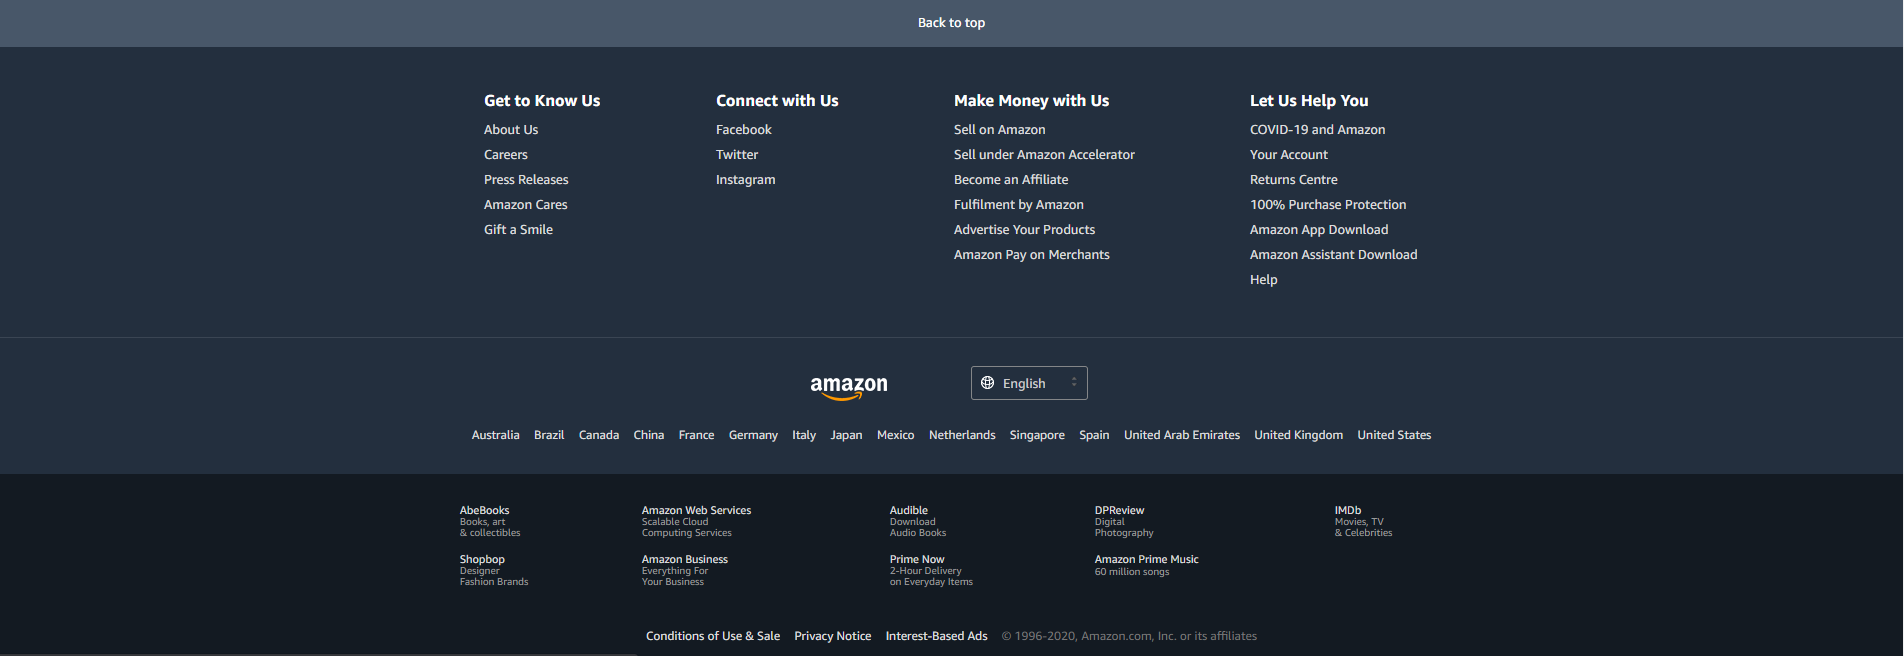 Back to top
Get to Know Us
About Us
Careers
Press Releases
Amazon Cares
Gift a Smile
Connect with Us
Facebook
Twitter
Instagram
Make Money with Us
Sell on Amazon
Sell under Amazon Accelerator
Become an Affiliate
Fulfilment by Amazon
Advertise Your Products
Amazon Pay on Merchants
Let Us Help You
COVID-19 and Amazon
Your Account
Returns Centre
100% Purchase Protection
Amazon App Download
Amazon Assistant Download
Help
amazon
English
Australia Brazil Canada China France Germany Italy Japan Mexico Netherlands Singapore Spain United Arab Emirates United Kingdom United States
AbeBooks
Books, art
& collectibles
Amazon Web Services
Scalable Cloud
Computing Services
Audible
Download
Audio Books
DPReview
Digital
Photography
IMDb
Movies, TV
& Celebrities
Shopbop
Designer
Fashion Brands
Amazon Business
Everything For
Your Business
Prime Now
2-Hour Delivery
on Everyday Items
Amazon Prime Music
60 million songs
Conditions of Use & Sale Privacy Notice Interest-Based Ads © 1996-2020, Amazon.com, Inc. or its affiliates